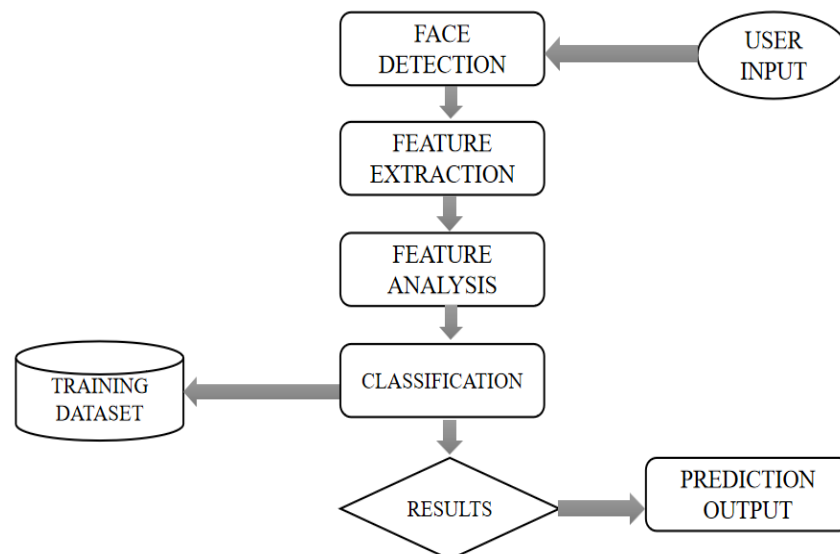 FACE
DETECTION
USER
INPUT
FEATURE
EXTRACTION
FEATURE
ANALYSIS
TRAINING
DATASET
CLASSIFICATION
RESULTS
PREDICTION
OUTPUT